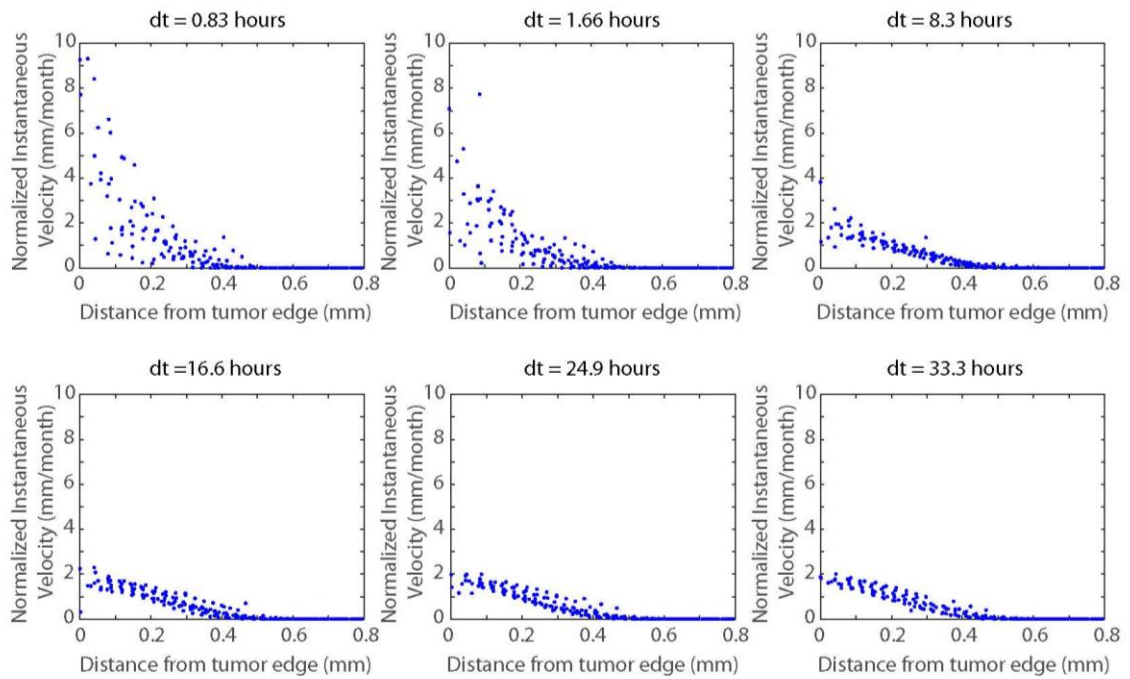 dt = 0.83 hours
Normalized Instantaneous
Velocity (mm/month)
10
8
6
4
2
0
0 0.2 0.4 0.6 0.8
Distance from tumor edge (mm)
dt = 1.66 hours
Normalized Instantaneous
Velocity (mm/month)
10
8
6
4
2
0
0 0.2 0.4 0.6 0.8
Distance from tumor edge (mm)
dt = 8.3 hours
Normalized Instantaneous
Velocity (mm/month)
10
8
6
4
2
0
0 0.2 0.4 0.6 0.8
Distance from tumor edge (mm)
dt =16.6 hours
Normalized Instantaneous
Velocity (mm/month)
10
8
6
4
2
0
0 0.2 0.4 0.6 0.8
Distance from tumor edge (mm)
dt = 24.9 hours
Normalized Instantaneous
Velocity (mm/month)
10
8
6
4
2
0
0 0.2 0.4 0.6 0.8
Distance from tumor edge (mm)
dt = 33.3 hours
Normalized Instantaneous
Velocity (mm/month)
10
8
6
4
2
0
0 0.2 0.4 0.6 0.8
Distance from tumor edge (mm)